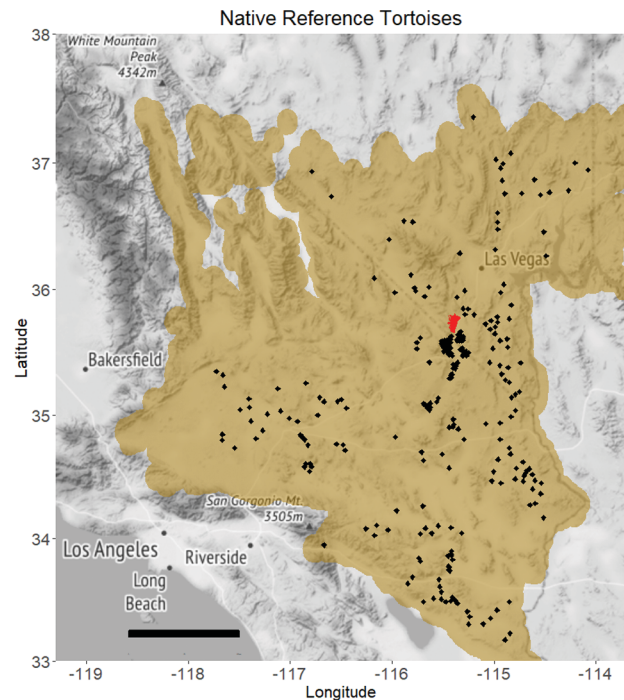 Native Reference Tortoises
38
White Mountain
Peak
4342m
37
Las Vegas
36
Bakersfield
Latitude
35
San Gorgonio Mt.
3505m
34
Los Angeles
Riverside
Long
Beach
33
-119 -118 -117 -116 -115 -114
Longitude